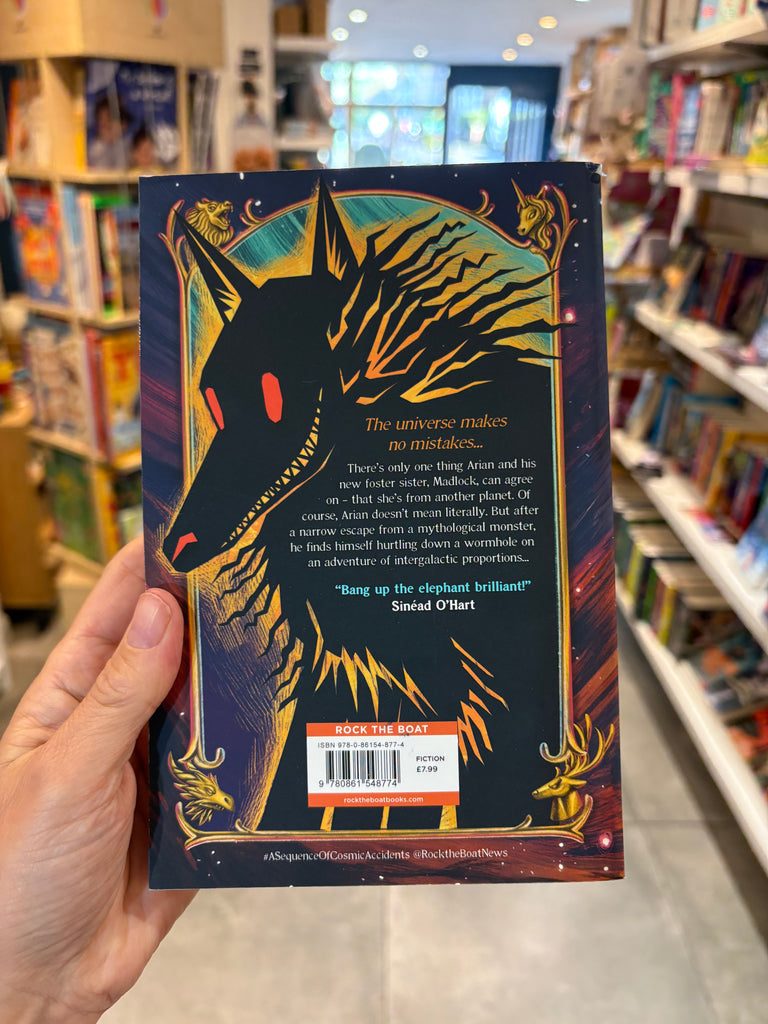 The universe makes
no mistakes...
There's only one thing Arian and his
new foster sister, Madlock, can agree
on – that she's from another planet. Of
course, Arian doesn't mean literally. But after
a narrow escape from a mythological monster,
he finds himself hurtling down a wormhole on
an adventure of intergalactic proportions...
“Bang up the elephant brilliant!”
Sinéad O'Hart
ROCK THE BOAT
ISBN 978-0-86154-877-4
FICTION
£7.99
9 780861 548774
rocktheboatbooks.com
#ASequenceOfCosmicAccidents @RocktheBoatNews